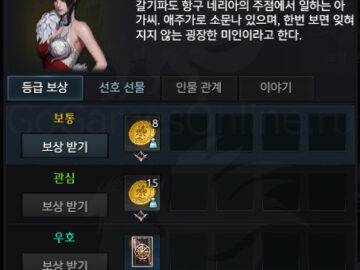 갈기파도 항구 네리아의 주점에서 일하는 아
가씨. 애주가로 소문나 있으며, 한번 보면 잊혀
지지 않는 굉장한 미인이라고 한다.
등급 보상 선호 선물 인물 관계 이야기
보통
8
보상 받기
관심
15
보상 받기
우호
보상 받기